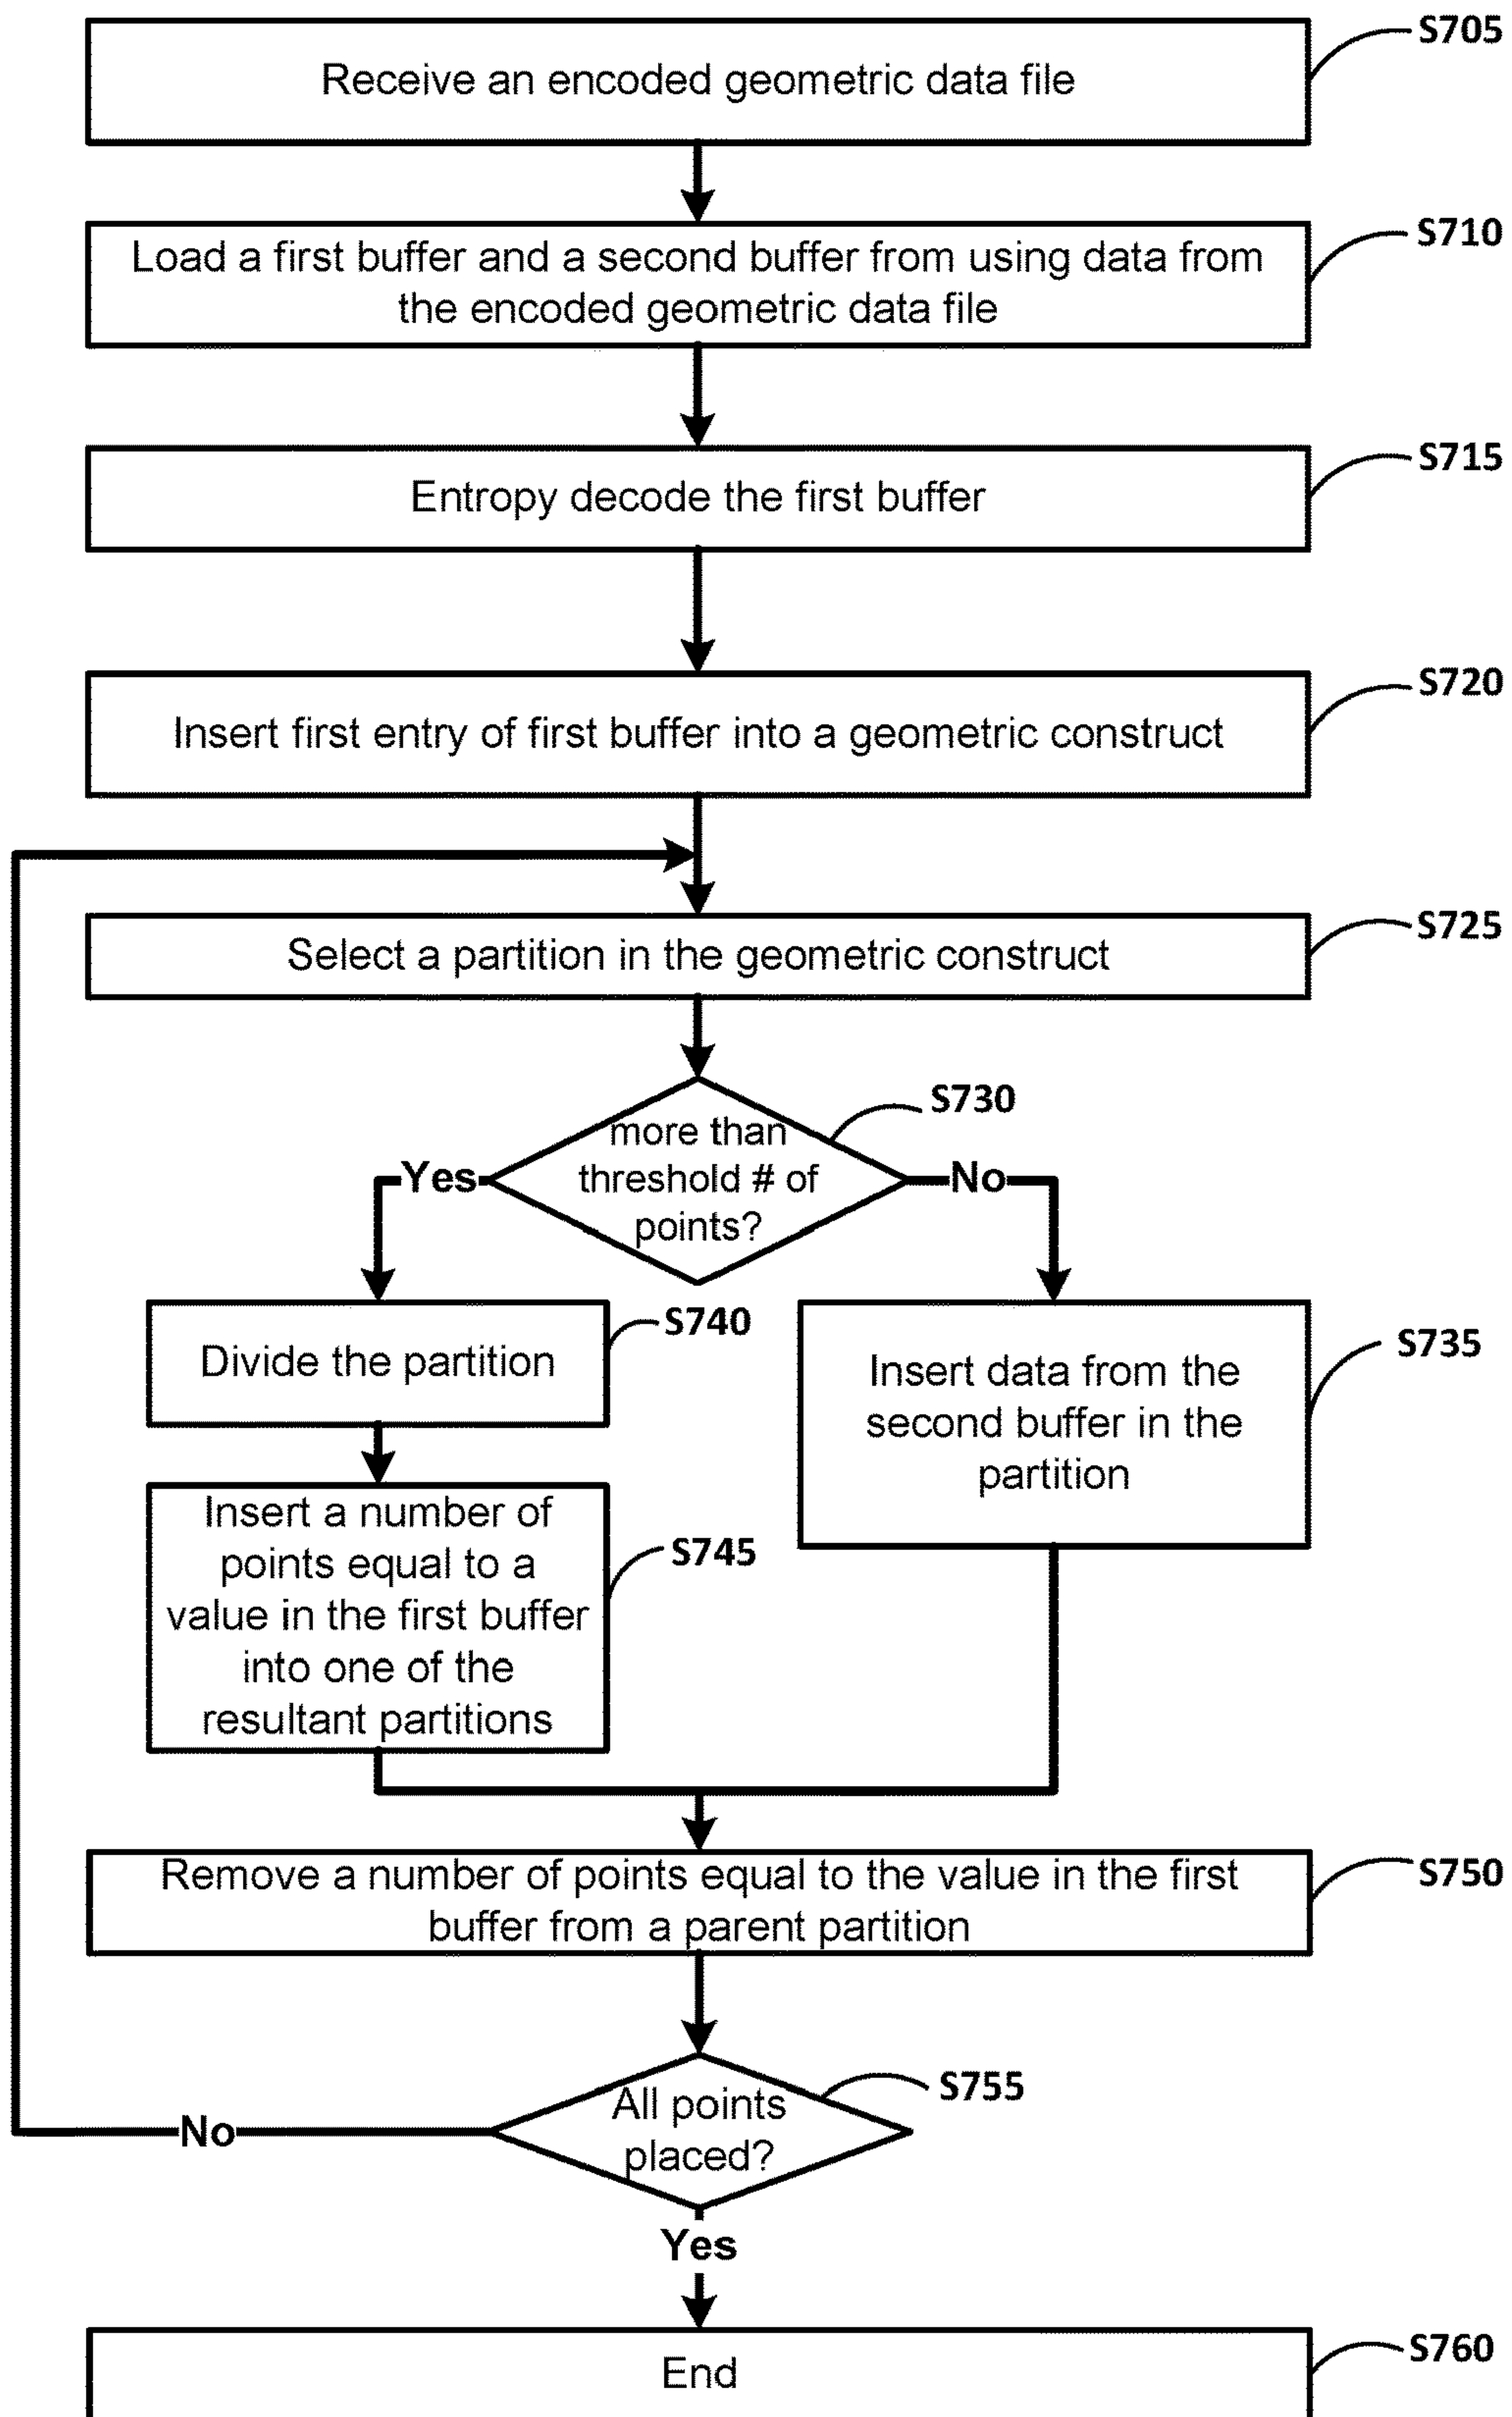 Receive an encoded geometric data file
S705
Load a first buffer and a second buffer from using data from
the encoded geometric data file
S710
Entropy decode the first buffer
S715
Insert first entry of first buffer into a geometric construct
S720
Select a partition in the geometric construct
S725
more than
threshold # of
points?
S730
Yes
No
Divide the partition
S740
Insert data from the
second buffer in the
partition
S735
Insert a number of
points equal to a
value in the first buffer
into one of the
resultant partitions
S745
Remove a number of points equal to the value in the first
buffer from a parent partition
S750
All points
placed?
S755
No
Yes
End
S760